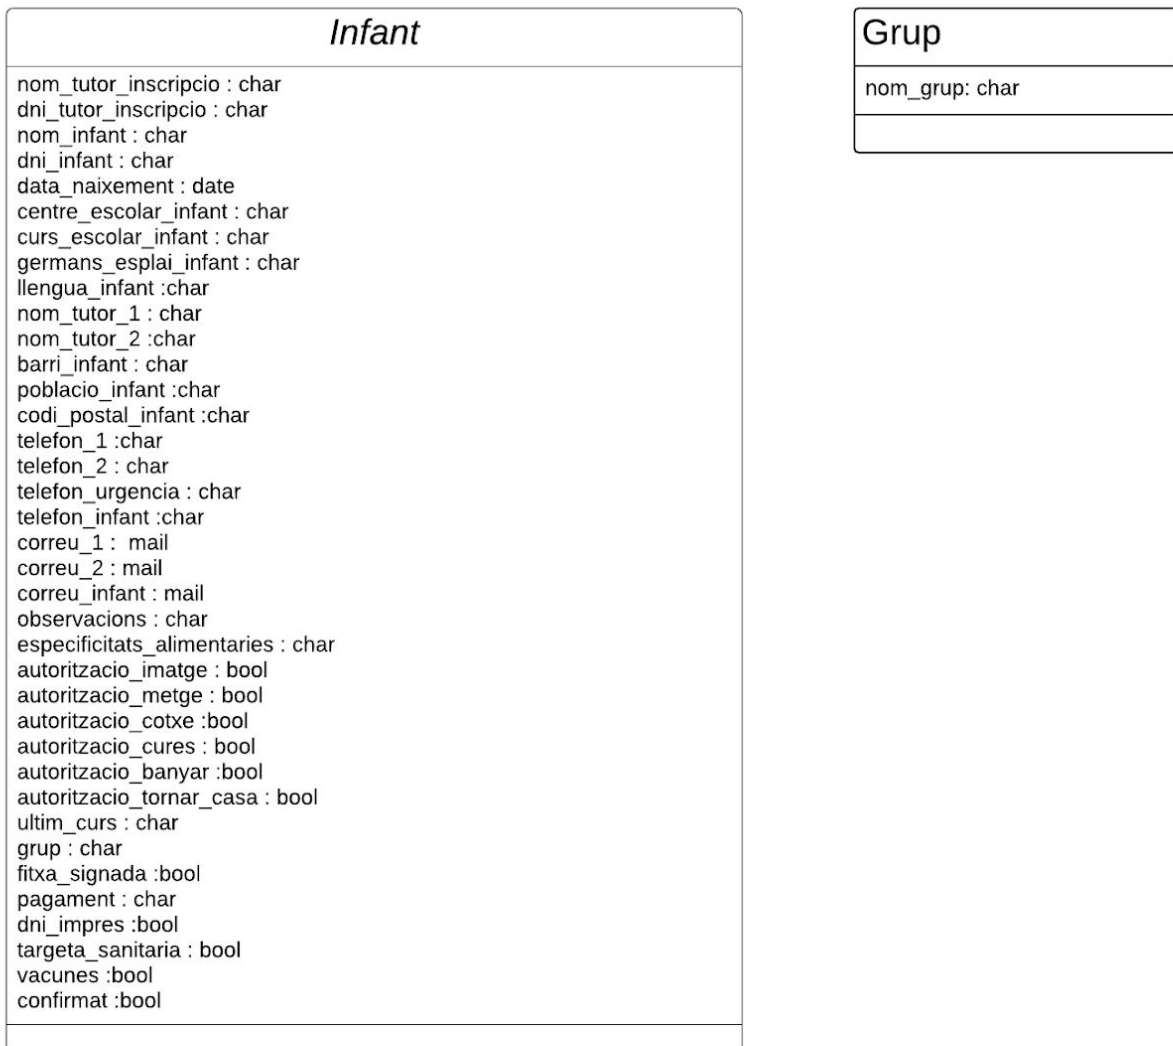 Infant
nom_tutor_inscripcio : char
dni_tutor_inscripcio : char
nom_infant : char
dni_infant : char
data_naixement : date
centre_escolar_infant : char
curs_escolar_infant : char
germans_esplai_infant : char
llengua_infant :char
nom_tutor_1 : char
nom_tutor_2 :char
barri_infant : char
poblacio_infant :char
codi_postal_infant :char
telefon_1 :char
telefon_2 : char
telefon_urgencia : char
telefon_infant :char
correu_1 :  mail
correu_2 : mail
correu_infant : mail
observacions : char
especificitats_alimentaries : char
autoritzacio_imatge : bool
autoritzacio_metge : bool
autoritzacio_cotxe :bool
autoritzacio_cures : bool
autoritzacio_banyar :bool
autoritzacio_tornar_casa : bool
ultim_curs : char
grup : char
fitxa_signada :bool
pagament : char
dni_impres :bool
targeta_sanitaria : bool
vacunes :bool
confirmat :bool
Grup
nom_grup: char